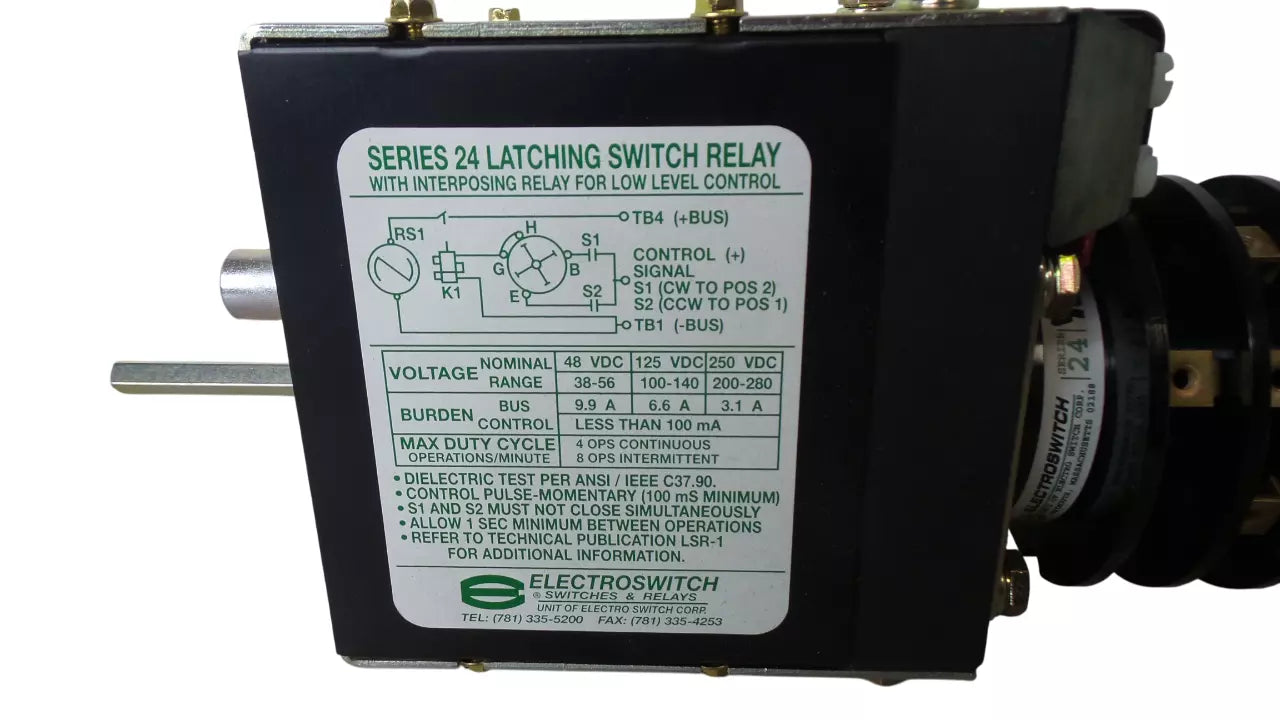 SERIES 24 LATCHING SWITCH RELAY
WITH INTERPOSING RELAY FOR LOW LEVEL CONTROL
TB4 (+BUS)
RS1
H
S1
G
B
K1
E
S2
CONTROL (+)
SIGNAL
S1 (CW TO POS 2)
S2 (CCW TO POS 1)
TB1 (-BUS)
VOLTAGE NOMINAL 48 VDC 125 VDC 250 VDC
RANGE 38-56 100-140 200-280
BURDEN BUS 9.9 A 6.6 A 3.1 A
CONTROL LESS THAN 100 mA
MAX DUTY CYCLE 4 OPS CONTINUOUS
OPERATIONS/MINUTE 8 OPS INTERMITTENT
• DIELECTRIC TEST PER ANSI / IEEE C37.90.
• CONTROL PULSE-MOMENTARY (100 mS MINIMUM)
• S1 AND S2 MUST NOT CLOSE SIMULTANEOUSLY
• ALLOW 1 SEC MINIMUM BETWEEN OPERATIONS
• REFER TO TECHNICAL PUBLICATION LSR-1
FOR ADDITIONAL INFORMATION.
ELECTROSWITCH
® SWITCHES & RELAYS
UNIT OF ELECTRO SWITCH CORP.
TEL: (781) 335-5200 FAX: (781) 335-4253
SERIES 24
ELECTROSWITCH
OF ELECTRO SWITCH CORP.
MASSACHUSETTS 02188